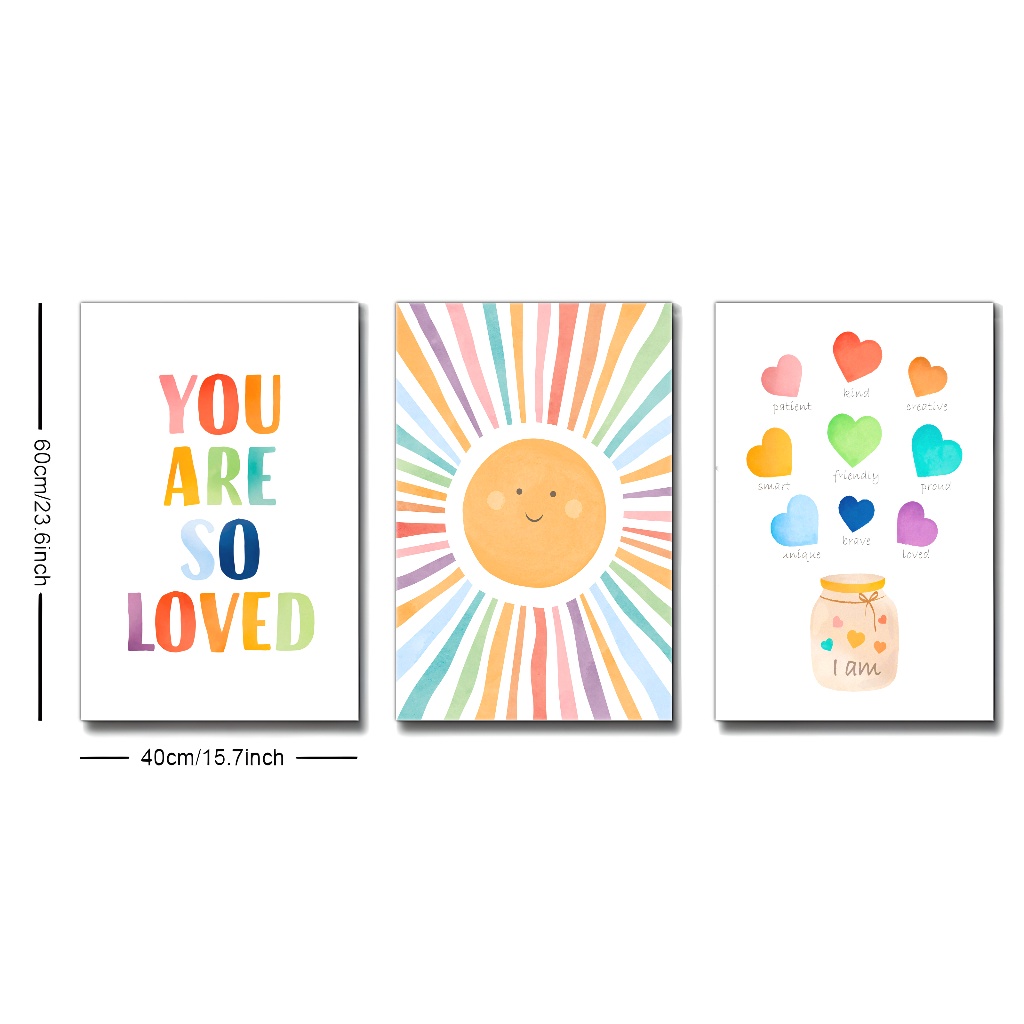 60cm/23.6inch
YOU
ARE
SO
LOVED
40cm/15.7inch
patient
kind
creative
smart
friendly
proud
unique
brave
loved
I am